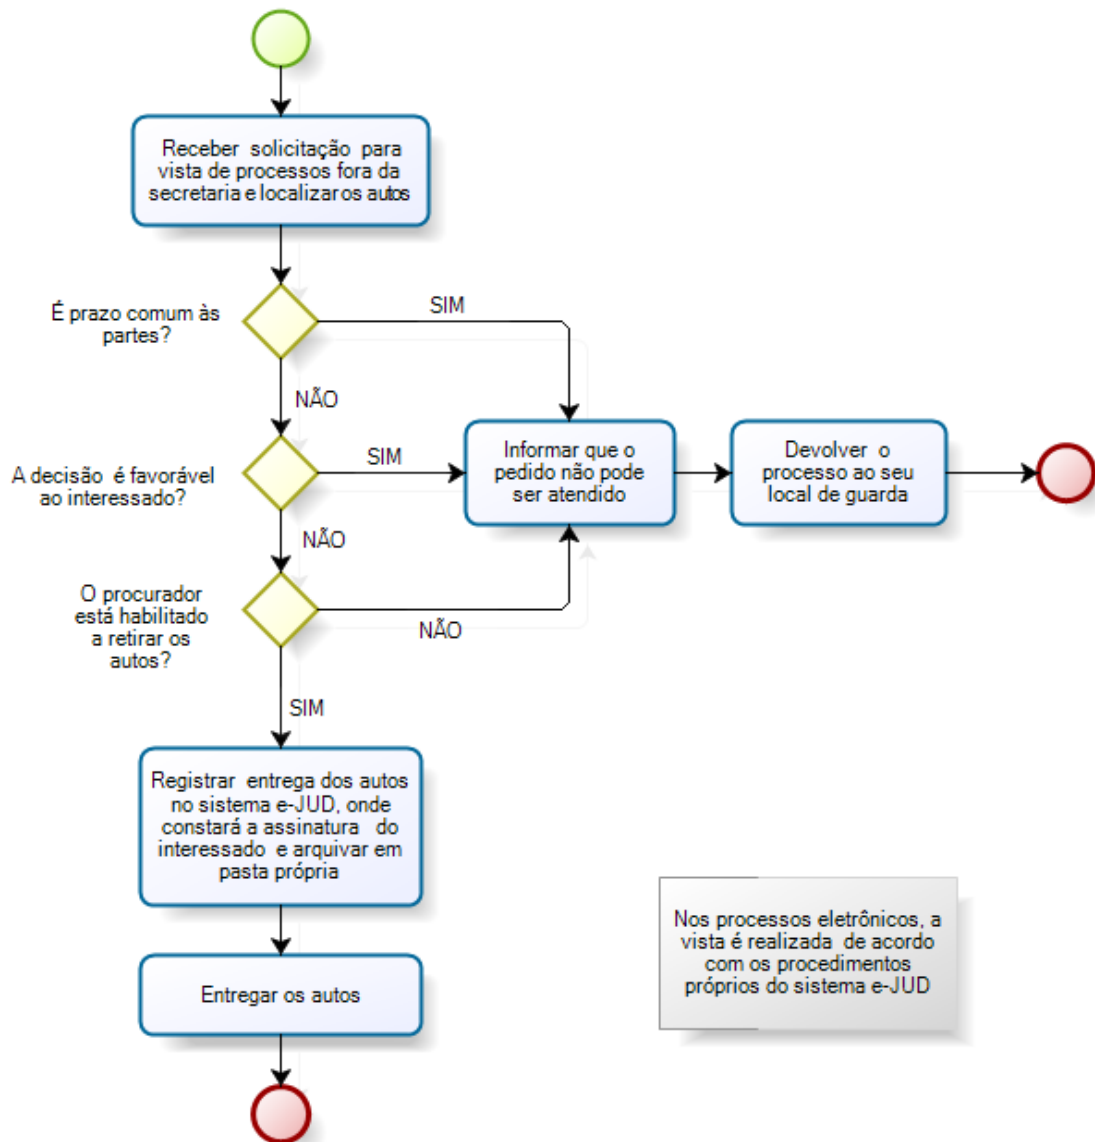 Receber solicitação para
vista de processos fora da
secretaria e localizar os autos
É prazo comum às
partes?
SIM
NÃO
A decisão é favorável
ao interessado?
SIM
Informar que o
pedido não pode
ser atendido
Devolver o
processo ao seu
local de guarda
NÃO
O procurador
está habilitado
a retirar os
autos?
NÃO
SIM
Registrar entrega dos autos
no sistema e-JUD, onde
constará a assinatura do
interessado e arquivar em
pasta própria
Nos processos eletrônicos, a
vista é realizada de acordo
com os procedimentos
próprios do sistema e-JUD
Entregar os autos